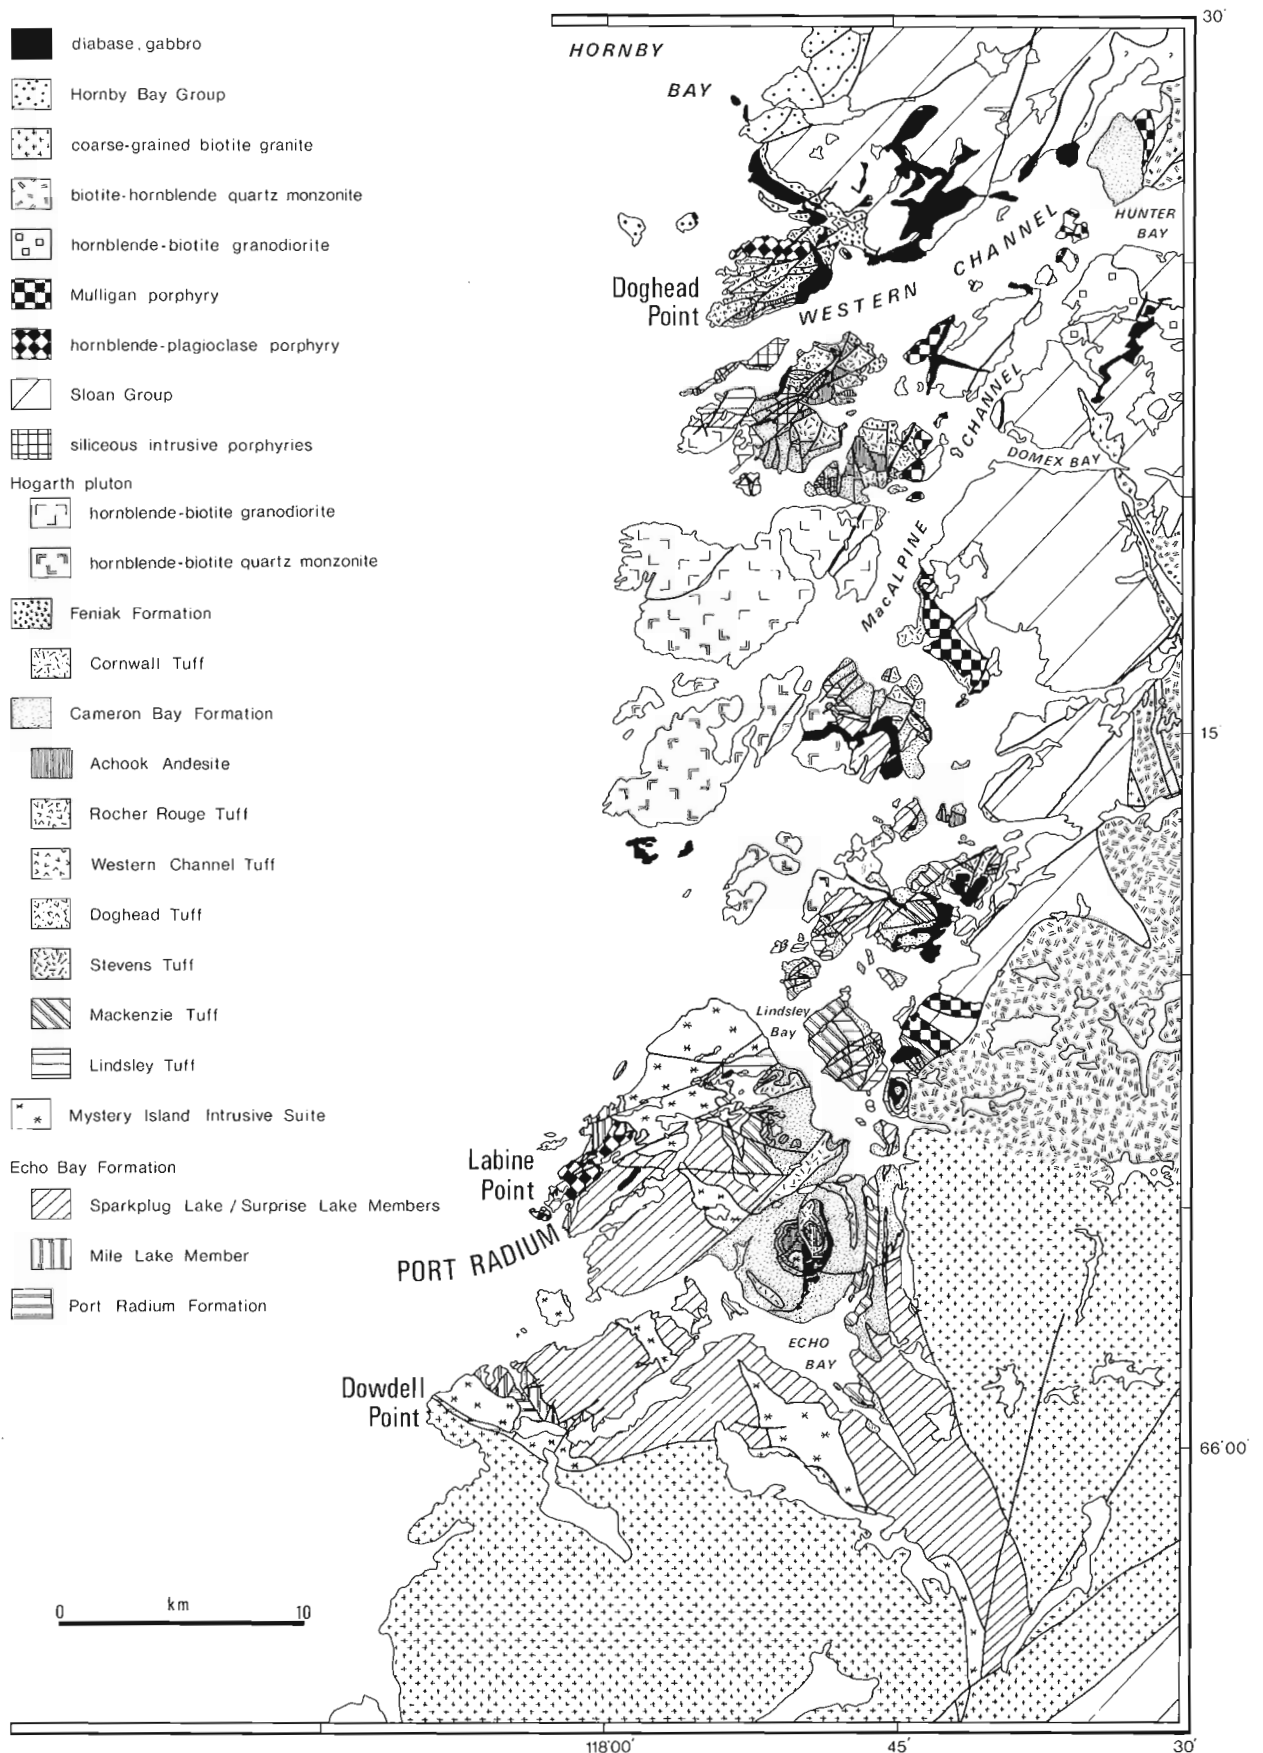 diabase, gabbro
Hornby Bay Group
coarse-grained biotite granite
biotite-hornblende quartz monzonite
hornblende-biotite granodiorite
Mulligan porphyry
hornblende-plagioclase porphyry
Sloan Group
siliceous intrusive porphyries
Hogarth pluton
hornblende-biotite granodiorite
hornblende-biotite quartz monzonite
Feniak Formation
Cornwall Tuff
Cameron Bay Formation
Achook Andesite
Rocher Rouge Tuff
Western Channel Tuff
Doghead Tuff
Stevens Tuff
Mackenzie Tuff
Lindsley Tuff
Mystery Island Intrusive Suite
Echo Bay Formation
Sparkplug Lake / Surprise Lake Members
Mile Lake Member
Port Radium Formation
0 km 10
HORNBY
BAY
30'
HUNTER
BAY
WESTERN CHANNEL
Doghead
Point
MacALPINE CHANNEL
DOMEX BAY
15'
Lindsley
Bay
Labine
Point
PORT RADIUM
ECHO
BAY
Dowdell
Point
66°00'
118°00'
45'
30'